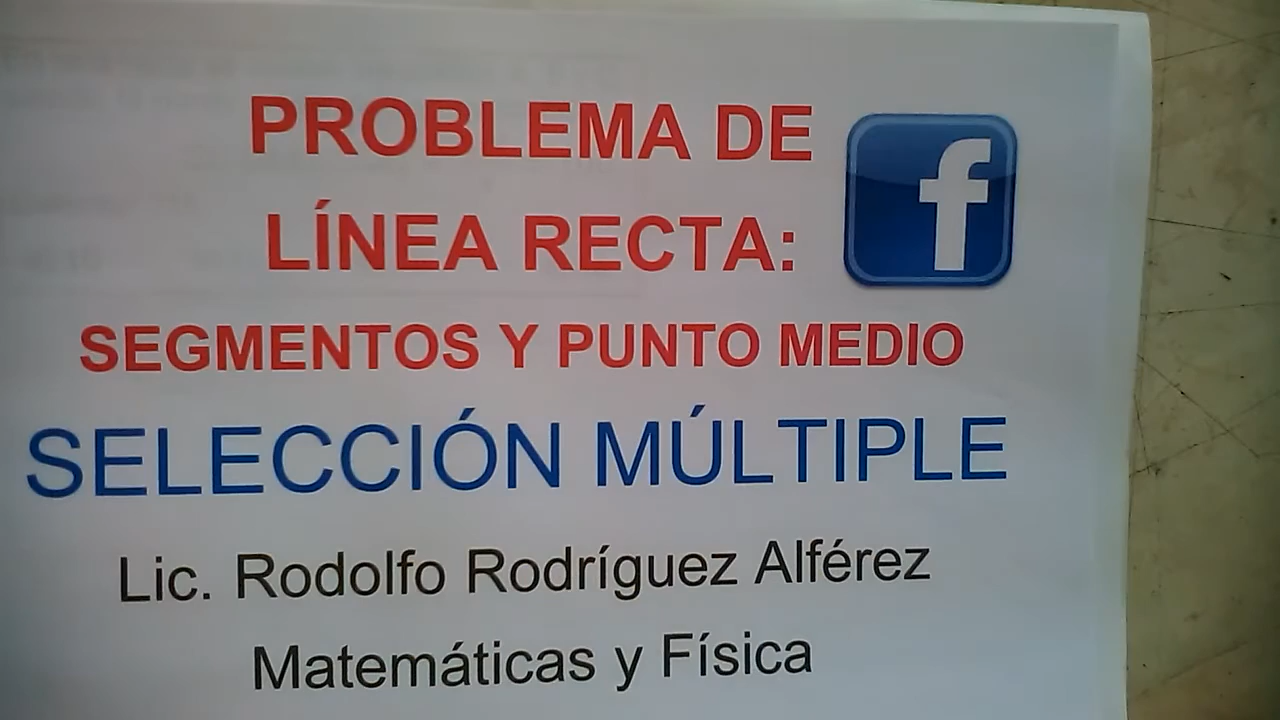 PROBLEMA DE
LÍNEA RECTA:
SEGMENTOS Y PUNTO MEDIO
SELECCIÓN MÚLTIPLE
Lic. Rodolfo Rodríguez Alférez
Matemáticas y Física